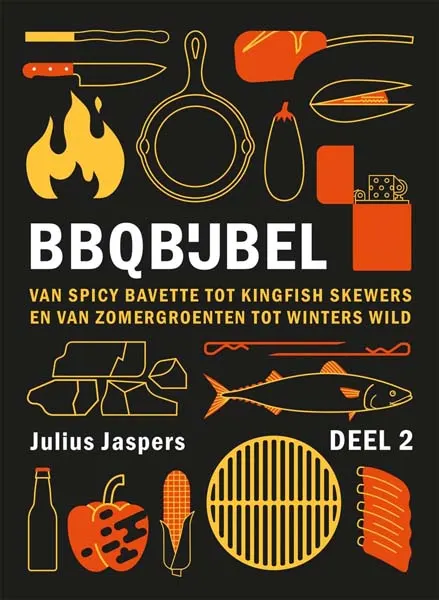 BBQBIJBEL
VAN SPICY BAVETTE TOT KINGFISH SKEWERS
EN VAN ZOMERGROENTEN TOT WINTERS WILD
Julius Jaspers
DEEL 2